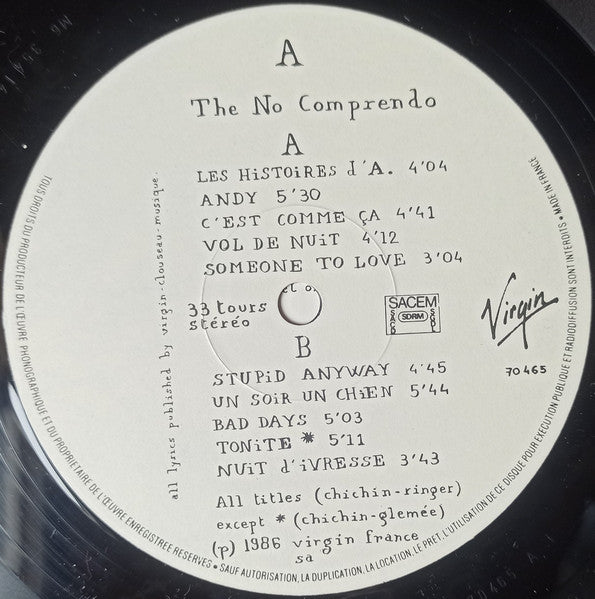 A
The No Comprendo
A
LES HiSTOiRES d'A. 4'04
ANDY 5'30
C'EST COMME ÇA 4'41
VOL DE NUiT 4'12
SOMEONE TO LOVE 3'04
33 tours
stéréo
SACEM
SACD SDRM SGDL
Virgin
70465
B
STUPiD ANYWAY 4'45
UN SOiR UN CHiEN 5'44
BAD DAYS 5'03
TONiTE * 5'11
NUiT d'iVRESSE 3'43
All titles (chichin-ringer)
except * (chichin-glemée)
(p) 1986 virgin france
sa
all lyrics published by virgin-clouseau-musique.
TOUS DROITS DU PRODUCTEUR DE L'ŒUVRE PHONOGRAPHIQUE ET DU PROPRIETAIRE DE L'ŒUVRE ENREGISTREE RESERVES • SAUF AUTORISATION, LA DUPLICATION, LA LOCATION, LE PRET, L'UTILISATION DE CE DISQUE POUR EXECUTION PUBLIQUE ET RADIODIFFUSION SONT INTERDITS • MADE IN FRANCE